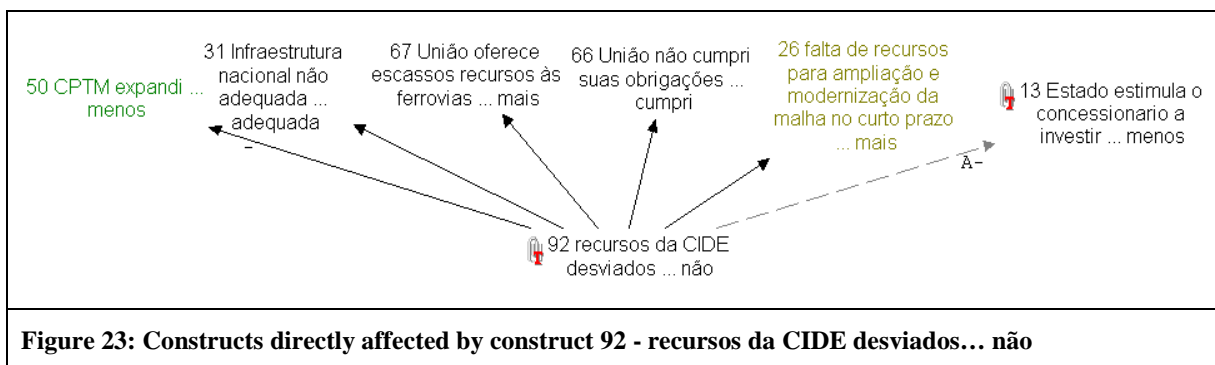 50 CPTM expandi ...
menos
31 Infraestrutura
nacional não
adequada ...
adequada
67 União oferece
escassos recursos às
ferrovias ... mais
66 União não cumpri
suas obrigações ...
cumpri
26 falta de recursos
para ampliação e
modernização da
malha no curto prazo
... mais
13 Estado estimula o
concessionario a
investir ... menos
-
A-
92 recursos da CIDE
desviados ... não
Figure 23: Constructs directly affected by construct 92 - recursos da CIDE desviados… não